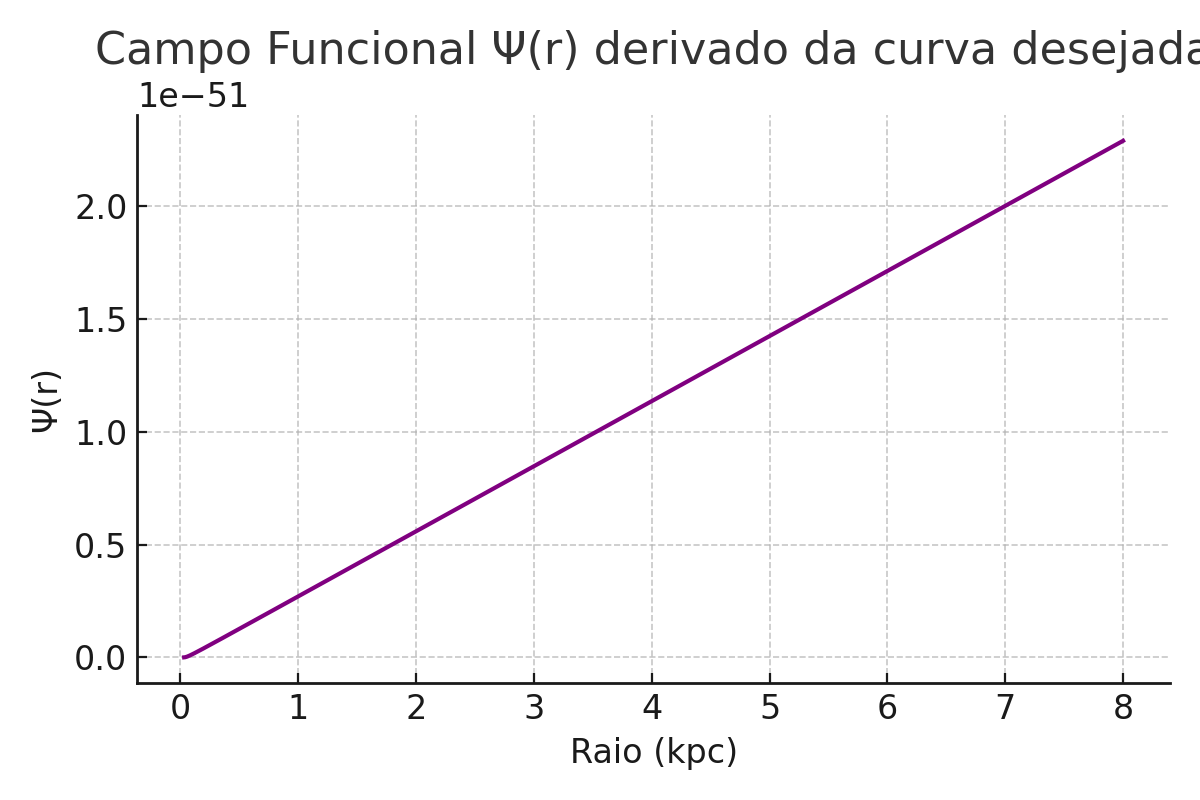 Campo Funcional Ψ(r) derivado da curva desejada
1e−51
2.0
1.5
1.0
0.5
0.0
Ψ(r)
0 1 2 3 4 5 6 7 8
Raio (kpc)